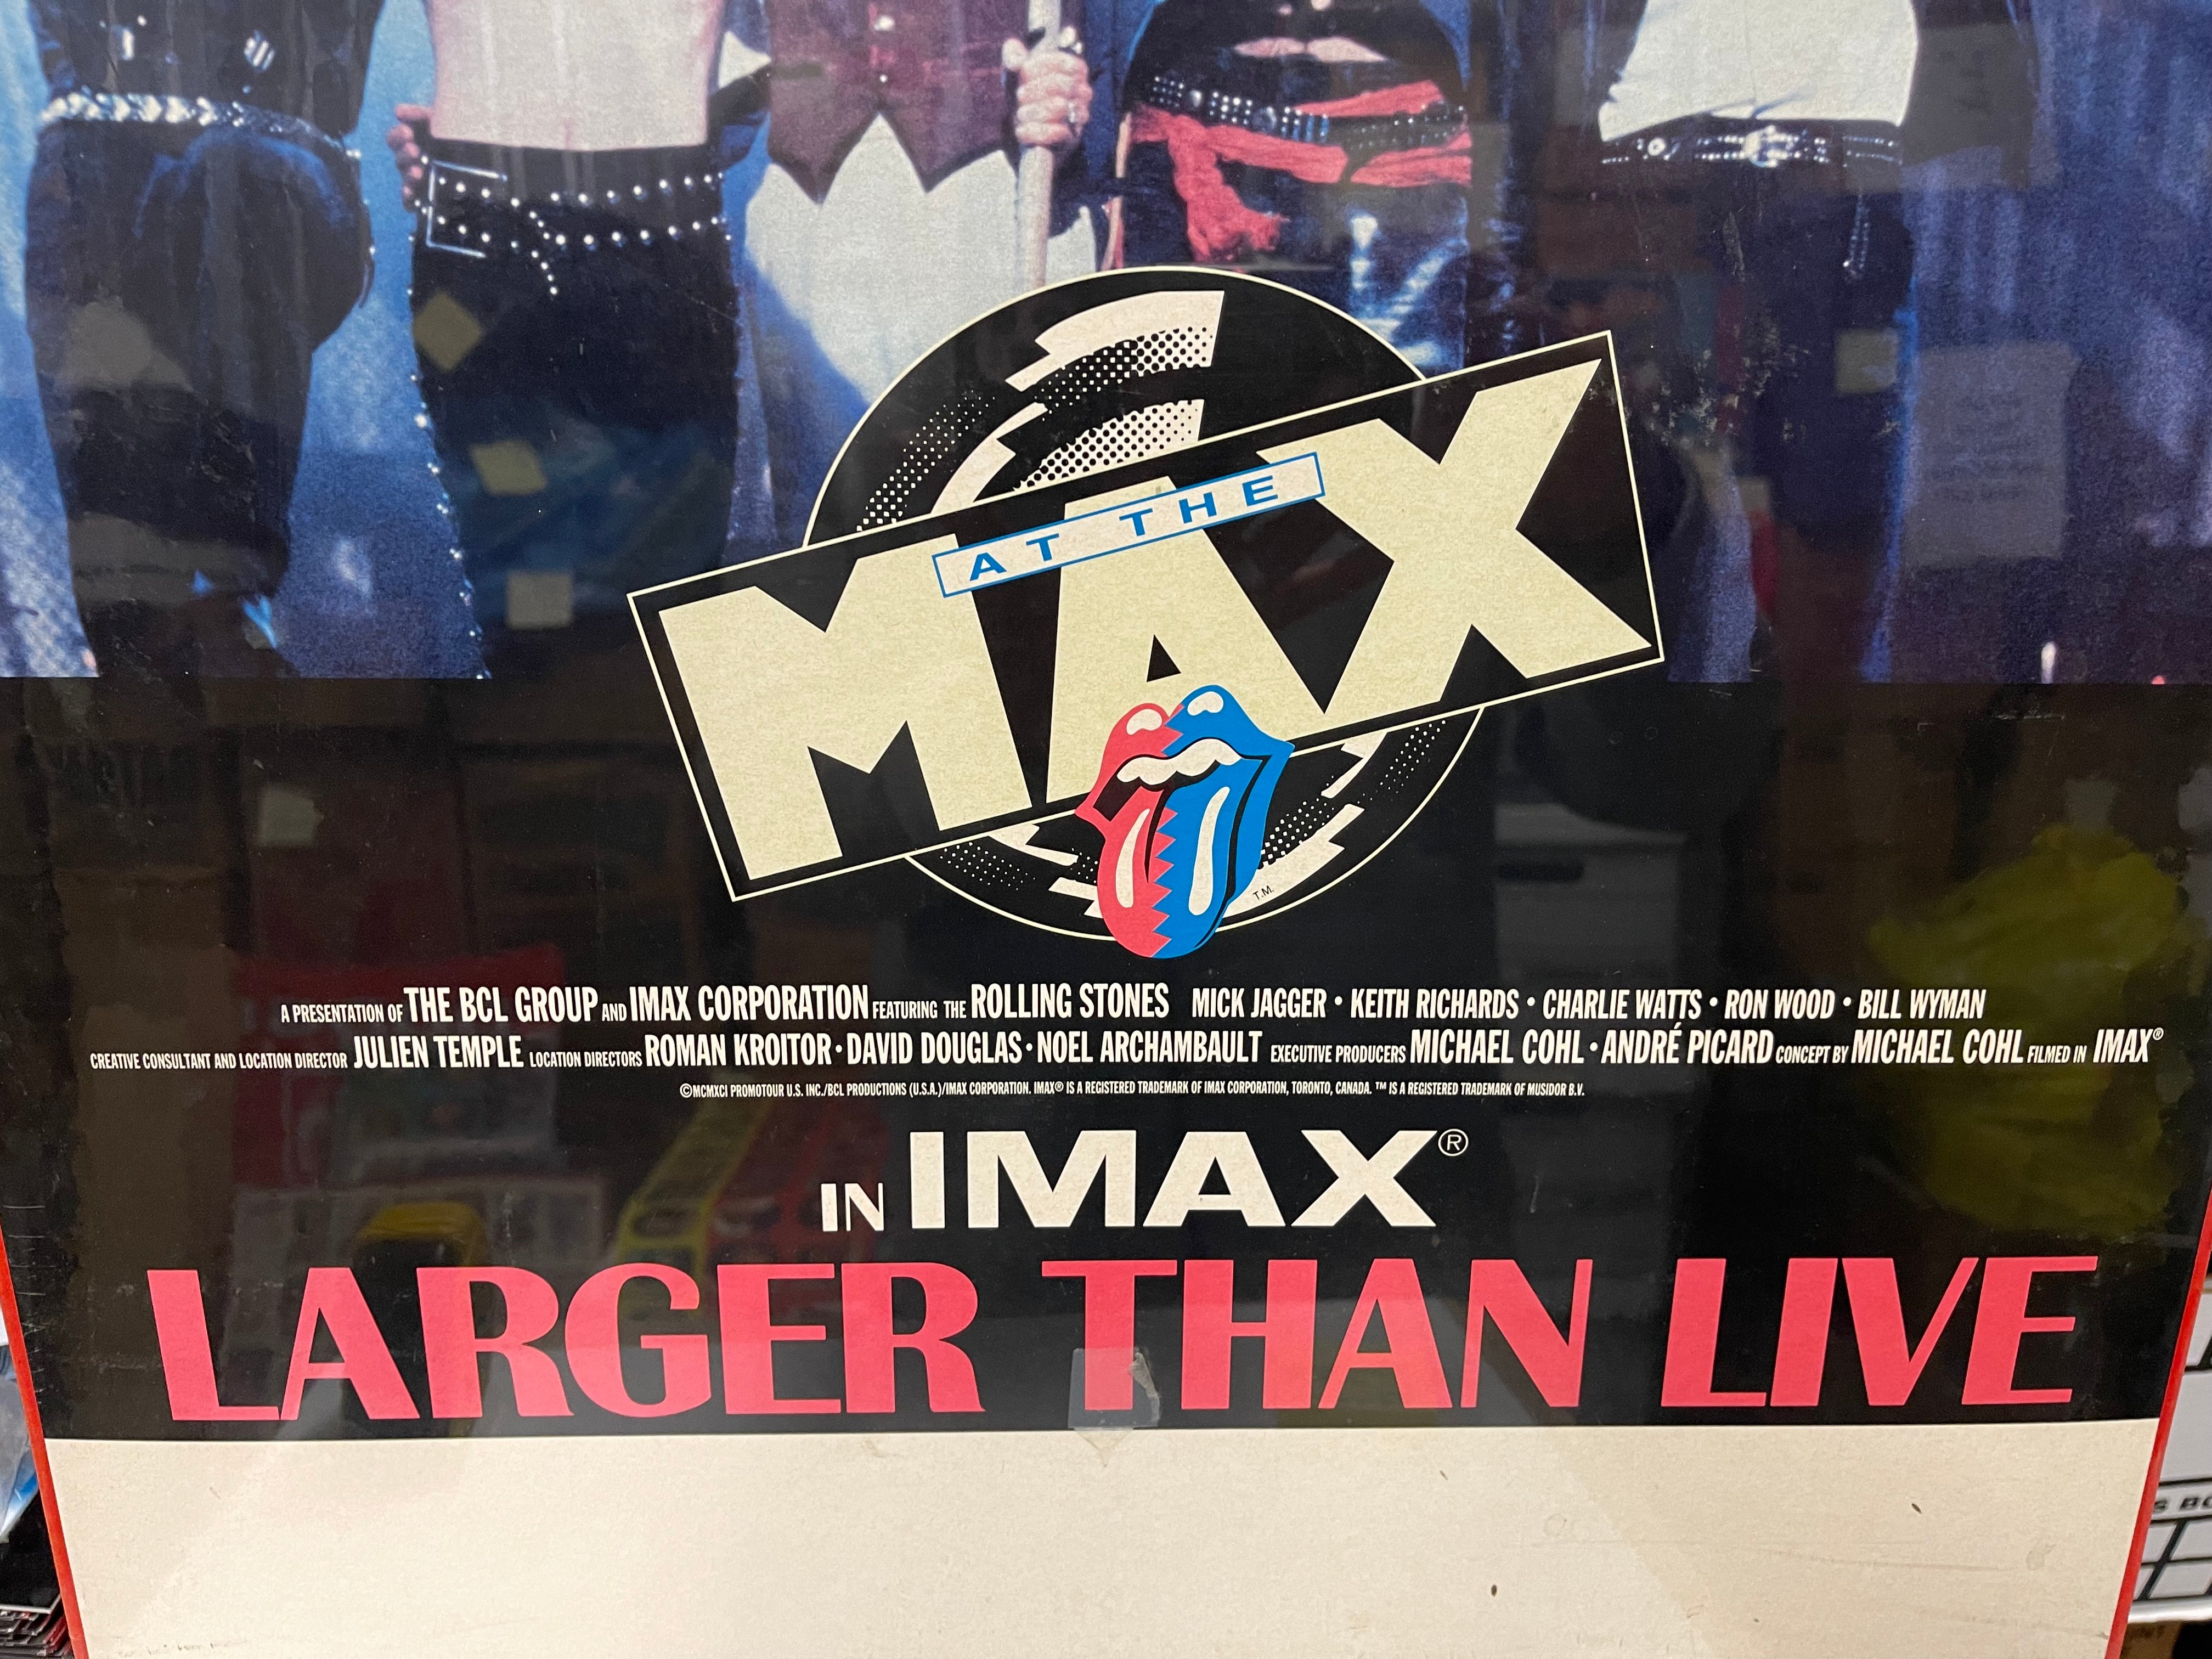 AT THE
MAX
T.M.
A PRESENTATION OF THE BCL GROUP AND IMAX CORPORATION FEATURING THE ROLLING STONES MICK JAGGER • KEITH RICHARDS • CHARLIE WATTS • RON WOOD • BILL WYMAN
CREATIVE CONSULTANT AND LOCATION DIRECTOR JULIEN TEMPLE LOCATION DIRECTORS ROMAN KROITOR • DAVID DOUGLAS • NOEL ARCHAMBAULT EXECUTIVE PRODUCERS MICHAEL COHL • ANDRÉ PICARD CONCEPT BY MICHAEL COHL FILMED IN IMAX®
©MCMXCI PROMOTOUR U.S. INC./BCL PRODUCTIONS (U.S.A.)/IMAX CORPORATION. IMAX® IS A REGISTERED TRADEMARK OF IMAX CORPORATION, TORONTO, CANADA. ™ IS A REGISTERED TRADEMARK OF MUSIDOR B.V.
IN IMAX®
LARGER THAN LIVE